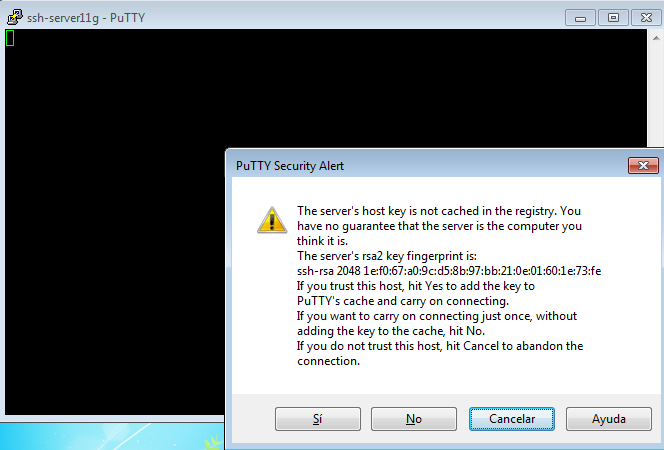 ssh-server11g - PuTTY
PuTTY Security Alert
The server's host key is not cached in the registry. You
have no guarantee that the server is the computer you
think it is.
The server's rsa2 key fingerprint is:
ssh-rsa 2048 1e:f0:67:a0:9c:d5:8b:97:bb:21:0e:01:60:1e:73:fe
If you trust this host, hit Yes to add the key to
PuTTY's cache and carry on connecting.
If you want to carry on connecting just once, without
adding the key to the cache, hit No.
If you do not trust this host, hit Cancel to abandon the
connection.
Sí No Cancelar Ayuda